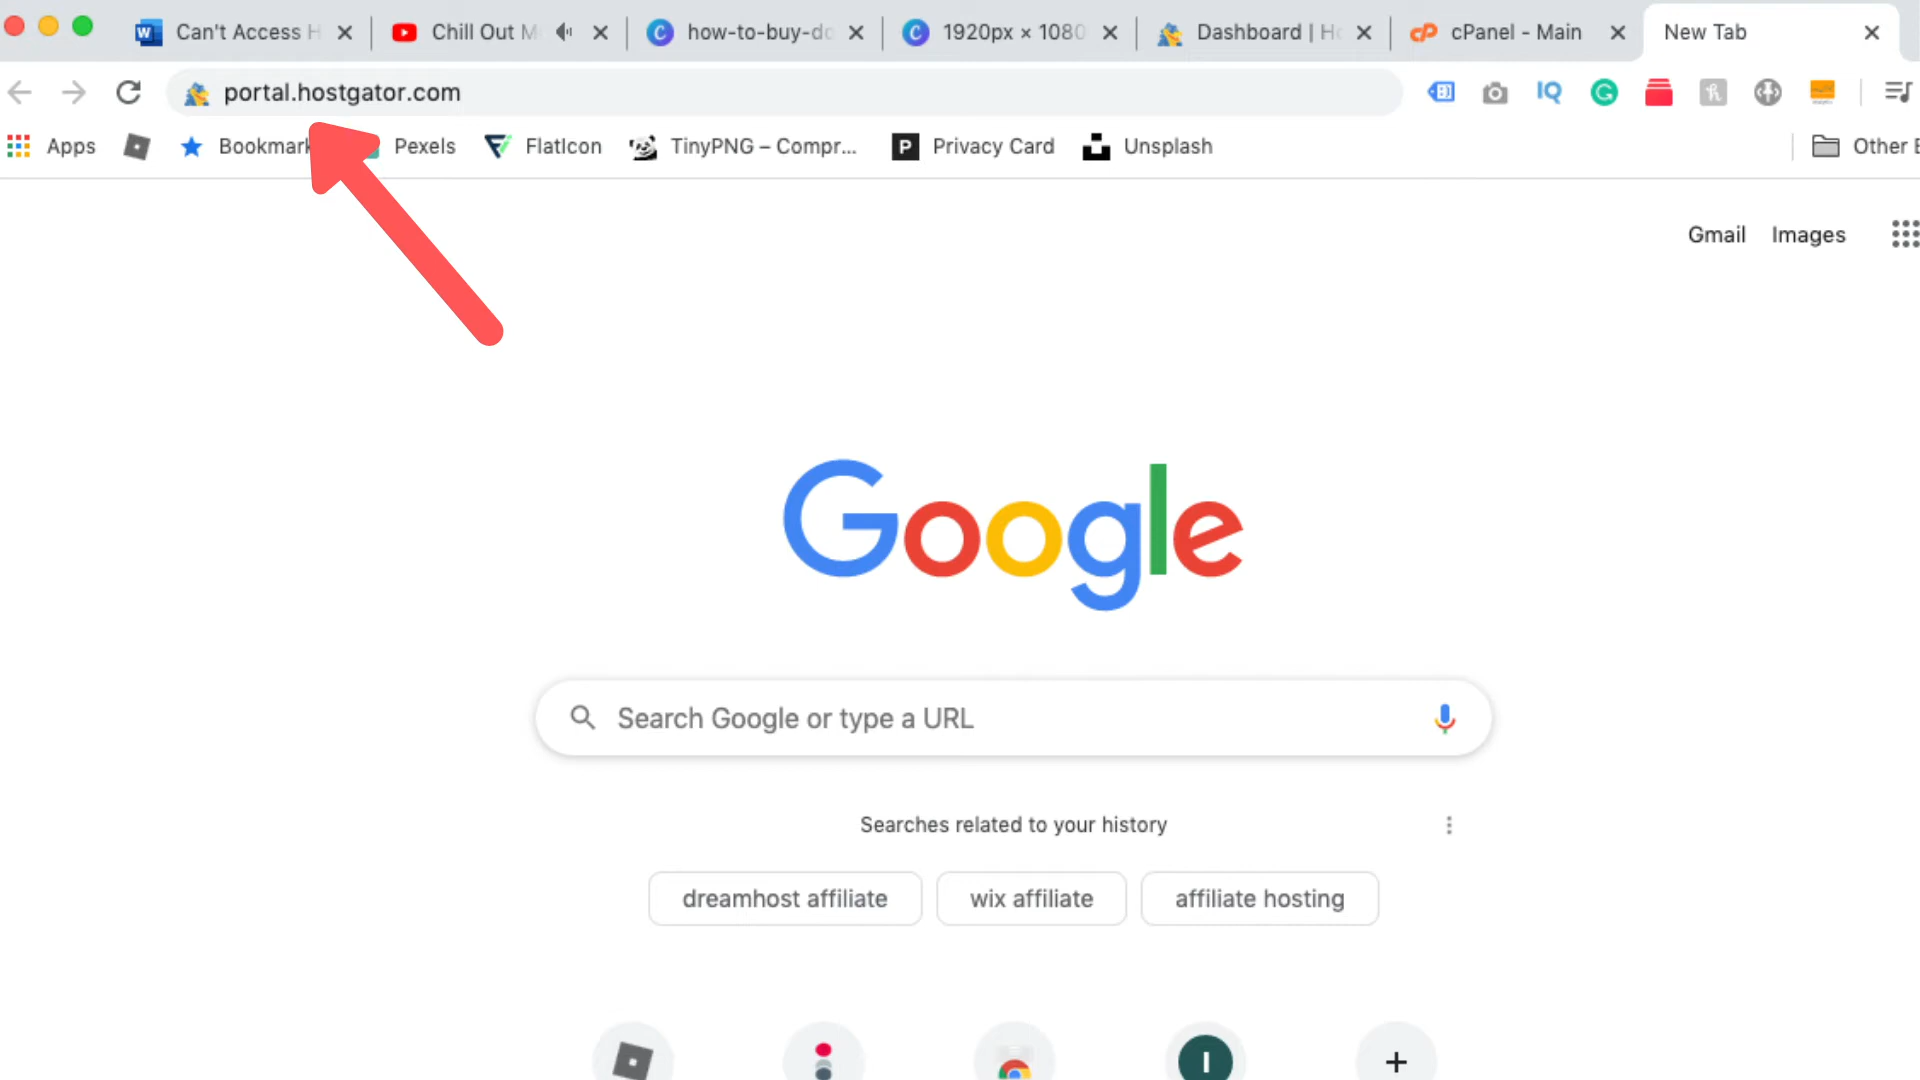 Can't Access H
Chill Out M
how-to-buy-do
1920px × 1080
Dashboard | Ho
cPanel - Main
New Tab
portal.hostgator.com
Apps
Bookmark
Pexels
FlatIcon
TinyPNG – Compr...
Privacy Card
Unsplash
Other B
Gmail
Images
Google
Search Google or type a URL
Searches related to your history
dreamhost affiliate
wix affiliate
affiliate hosting